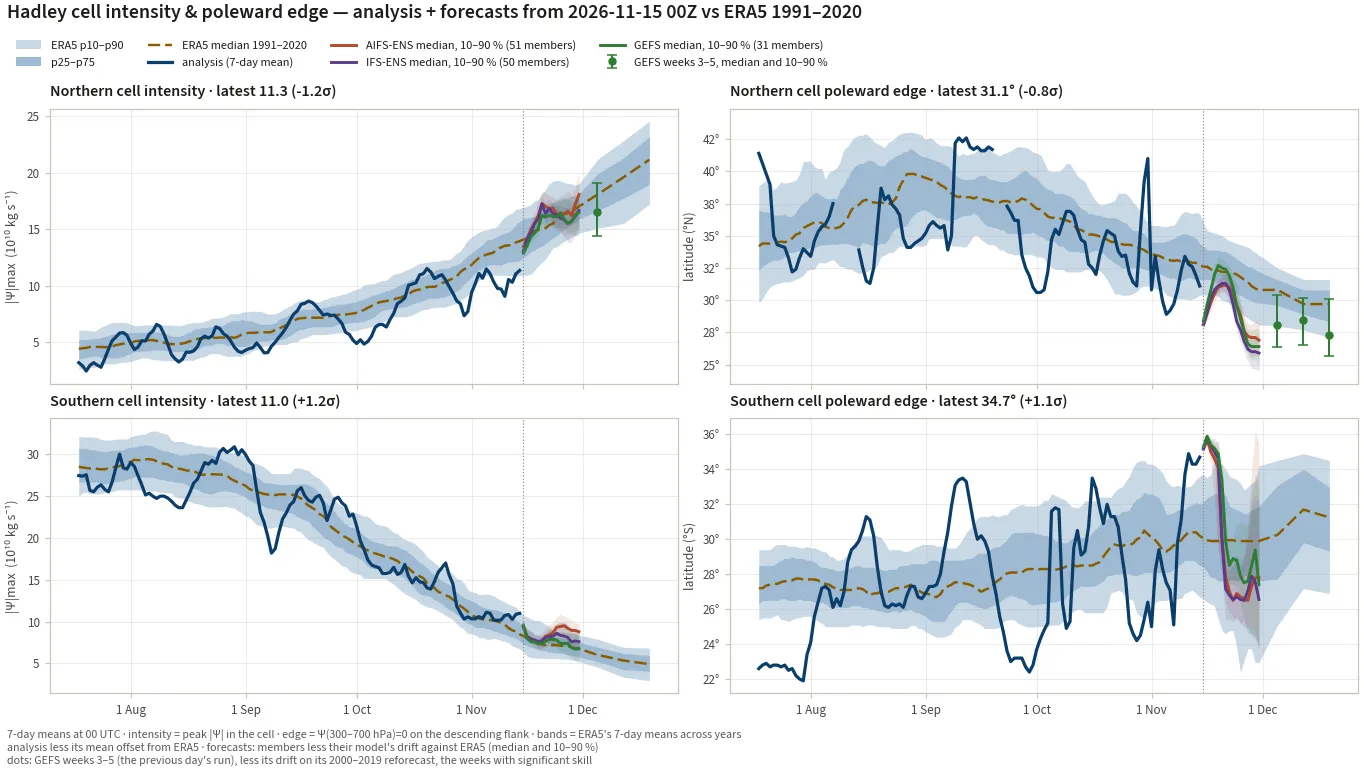 Hadley cell intensity & poleward edge — analysis + forecasts from 2026-11-15 00Z vs ERA5 1991–2020
ERA5 p10–p90
ERA5 median 1991–2020
AIFS-ENS median, 10–90 % (51 members)
GEFS median, 10–90 % (31 members)
p25–p75
analysis (7-day mean)
IFS-ENS median, 10–90 % (50 members)
GEFS weeks 3–5, median and 10–90 %
Northern cell intensity · latest 11.3 (-1.2σ)
25
20
15
10
5
|Ψ|max (10¹⁰ kg s⁻¹)
Northern cell poleward edge · latest 31.1° (-0.8σ)
42°
40°
38°
35°
32°
30°
28°
25°
latitude (°N)
Southern cell intensity · latest 11.0 (+1.2σ)
30
25
20
15
10
5
|Ψ|max (10¹⁰ kg s⁻¹)
1 Aug
1 Sep
1 Oct
1 Nov
1 Dec
Southern cell poleward edge · latest 34.7° (+1.1σ)
36°
34°
32°
30°
28°
26°
24°
22°
latitude (°S)
1 Aug
1 Sep
1 Oct
1 Nov
1 Dec
7-day means at 00 UTC · intensity = peak |Ψ| in the cell · edge = Ψ(300–700 hPa)=0 on the descending flank · bands = ERA5's 7-day means across years
analysis less its mean offset from ERA5 · forecasts: members less their model's drift against ERA5 (median and 10–90 %)
dots: GEFS weeks 3–5 (the previous day's run), less its drift on its 2000–2019 reforecast, the weeks with significant skill